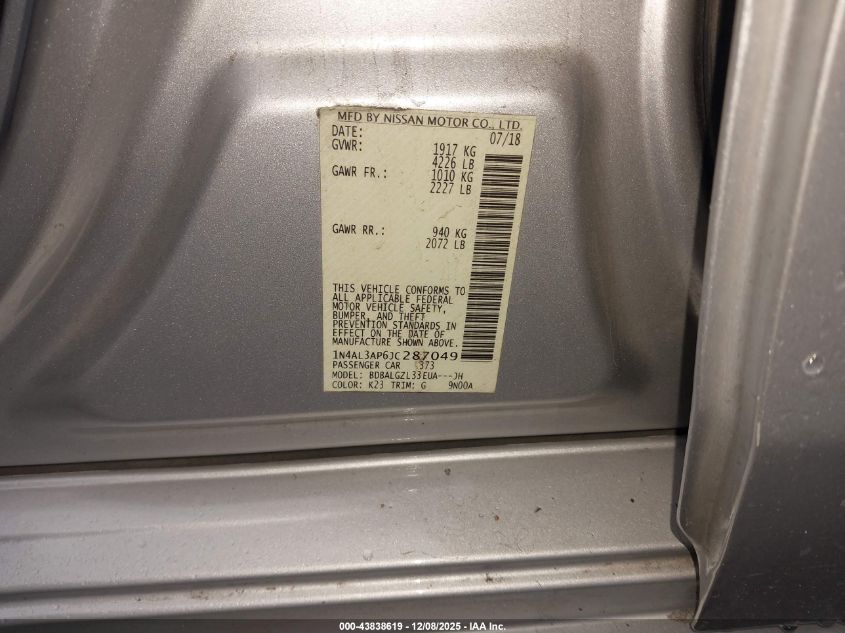 MFD BY NISSAN MOTOR CO., LTD.
DATE: 07/18
GVWR: 1917 KG
4226 LB
GAWR FR.: 1010 KG
2227 LB
GAWR RR.: 940 KG
2072 LB
THIS VEHICLE CONFORMS TO
ALL APPLICABLE FEDERAL
MOTOR VEHICLE SAFETY,
BUMPER, AND THEFT
PREVENTION STANDARDS IN
EFFECT ON THE DATE OF
MANUFACTURE SHOWN ABOVE.
1N4AL3AP6JC287049
PASSENGER CAR 373
MODEL: BDBALGZL33EUA---JH
COLOR: K23 TRIM: G 9N00A
000-43838619 - 12/08/2025 - IAA Inc.